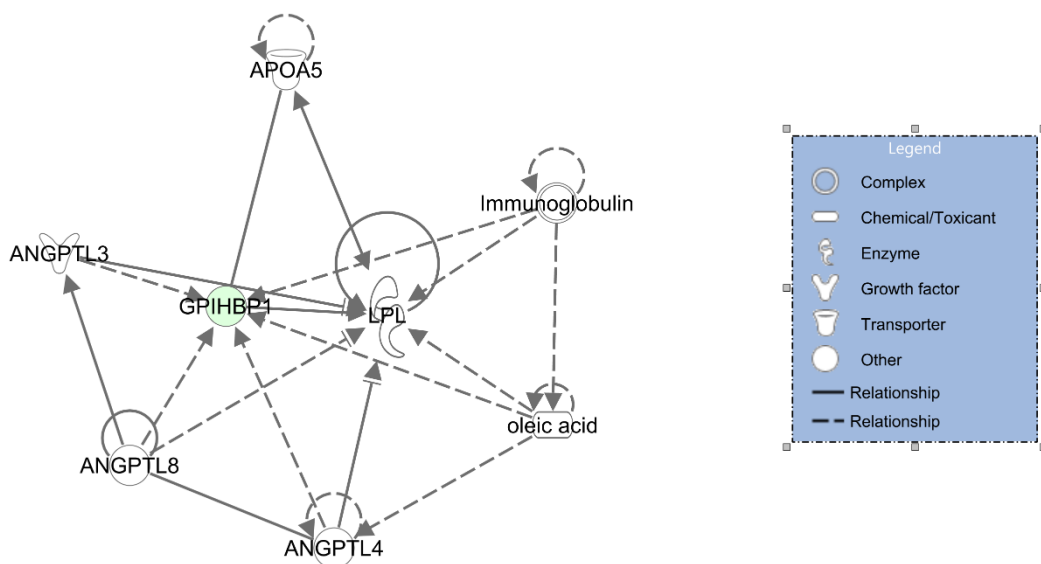 APOA5
Immunoglobulin
ANGPTL3
GPIHBP1
LPL
oleic acid
ANGPTL8
ANGPTL4
Legend
Complex
Chemical/Toxicant
Enzyme
Growth factor
Transporter
Other
Relationship
Relationship